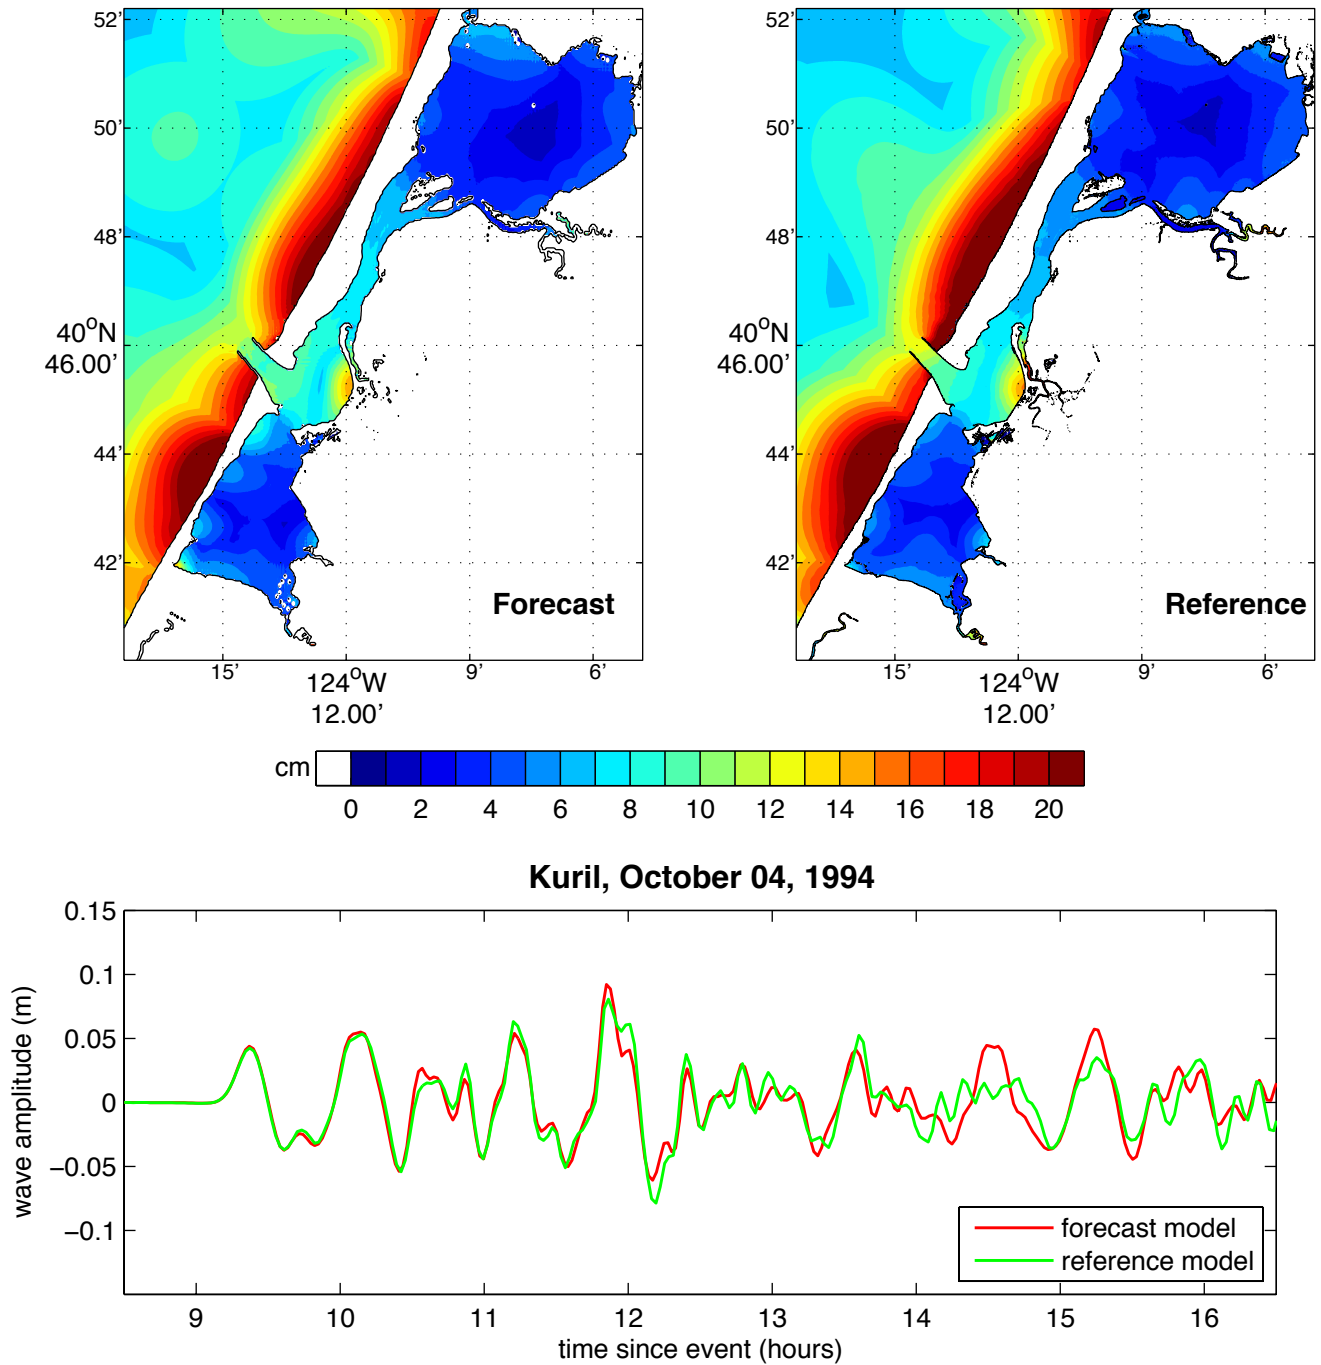 52'
50'
48'
40°N
46.00'
44'
42'
Forecast
15'
124°W
12.00'
9'
6'
52'
50'
48'
40°N
46.00'
44'
42'
Reference
15'
124°W
12.00'
9'
6'
cm
0 2 4 6 8 10 12 14 16 18 20
Kuril, October 04, 1994
wave amplitude (m)
0.15
0.1
0.05
0
−0.05
−0.1
forecast model
reference model
9 10 11 12 13 14 15 16
time since event (hours)